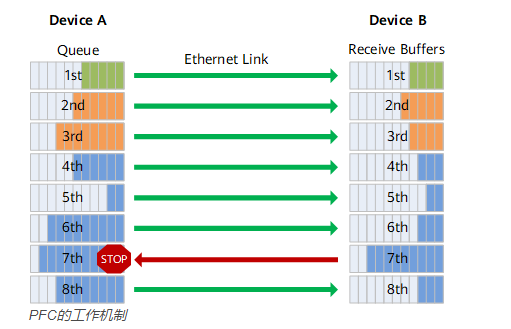 Device A Device B
Queue Ethernet Link Receive Buffers
1st 1st
2nd 2nd
3rd 3rd
4th 4th
5th 5th
6th 6th
7th STOP 7th
8th 8th
PFC的工作机制